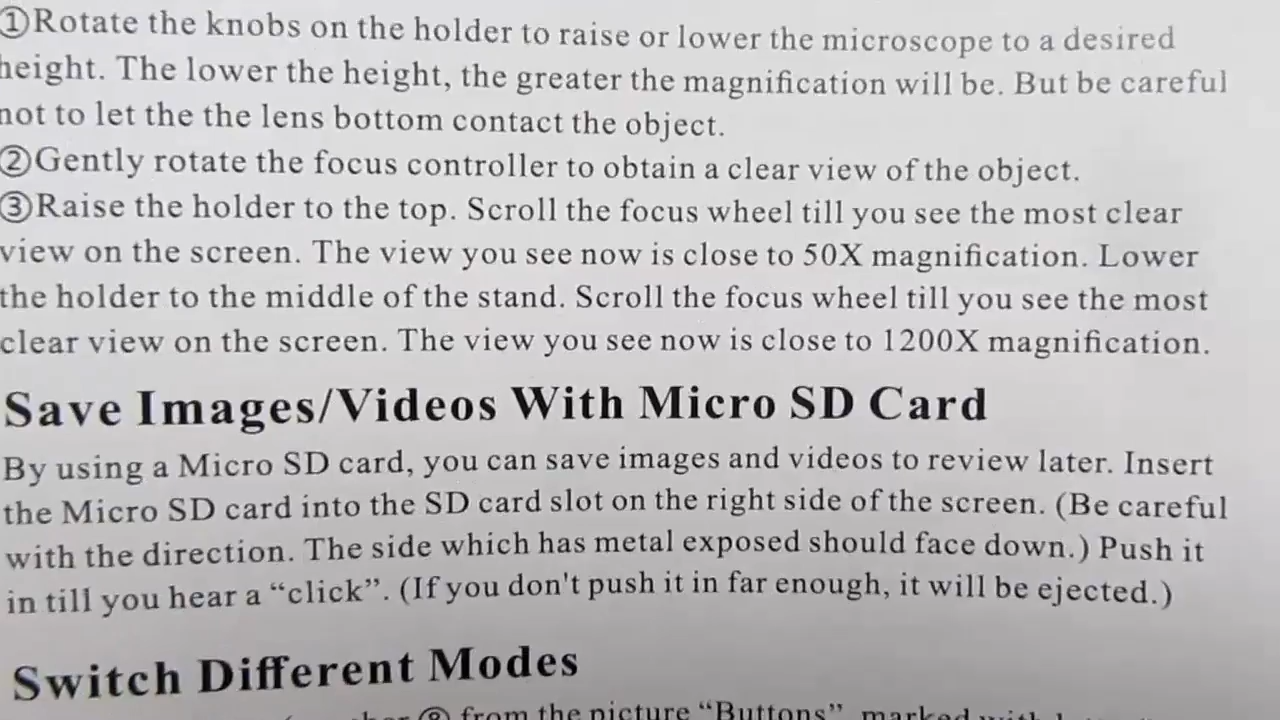 ①Rotate the knobs on the holder to raise or lower the microscope to a desired
height. The lower the height, the greater the magnification will be. But be careful
not to let the the lens bottom contact the object.
②Gently rotate the focus controller to obtain a clear view of the object.
③Raise the holder to the top. Scroll the focus wheel till you see the most clear
view on the screen. The view you see now is close to 50X magnification. Lower
the holder to the middle of the stand. Scroll the focus wheel till you see the most
clear view on the screen. The view you see now is close to 1200X magnification.
Save Images/Videos With Micro SD Card
By using a Micro SD card, you can save images and videos to review later. Insert
the Micro SD card into the SD card slot on the right side of the screen. (Be careful
with the direction. The side which has metal exposed should face down.) Push it
in till you hear a “click”. (If you don't push it in far enough, it will be ejected.)
Switch Different Modes
from the picture “Buttons” marked with